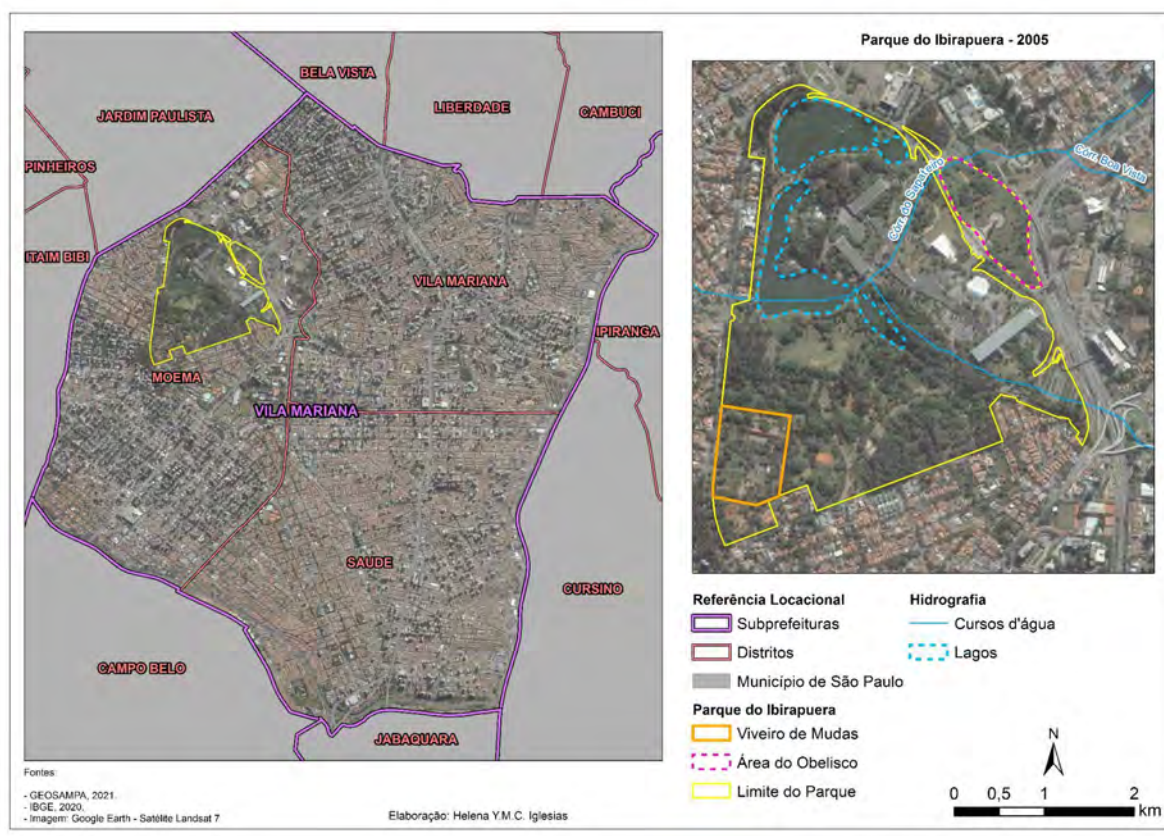 BELA VISTA
JARDIM PAULISTA
LIBERDADE
CAMBUCI
PINHEIROS
ITAIM BIBI
VILA MARIANA
IPIRANGA
MOEMA
VILA MARIANA
SAUDE
CURSINO
CAMPO BELO
JABAQUARA
Fontes:
- GEOSAMPA, 2021.
- IBGE, 2020.
- Imagem: Google Earth - Satélite Landsat 7
Elaboração: Helena Y.M.C. Iglesias
Parque do Ibirapuera - 2005
Córr. do Sapateiro
Córr. Boa Vista
Referência Locacional
Subprefeituras
Distritos
Município de São Paulo
Parque do Ibirapuera
Viveiro de Mudas
Área do Obelisco
Limite do Parque
Hidrografia
Cursos d'água
Lagos
N
0 0,5 1 2
km